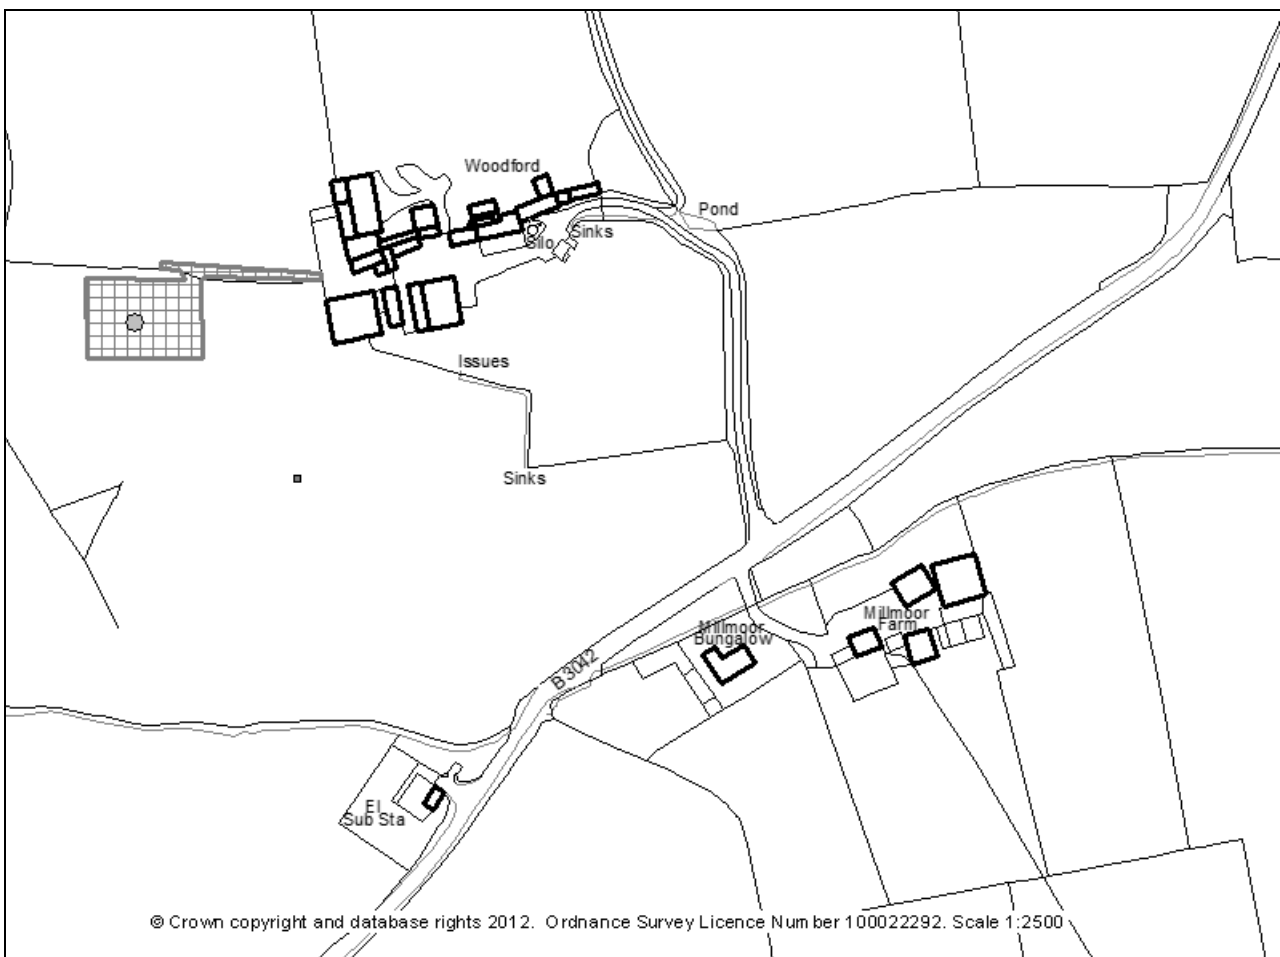 Woodford
Pond
Sinks
Silo
Issues
Sinks
Millmoor
Farm
Millmoor
Bungalow
B 3042
El
Sub Sta
© Crown copyright and database rights 2012. Ordnance Survey Licence Number 100022292. Scale 1:2500